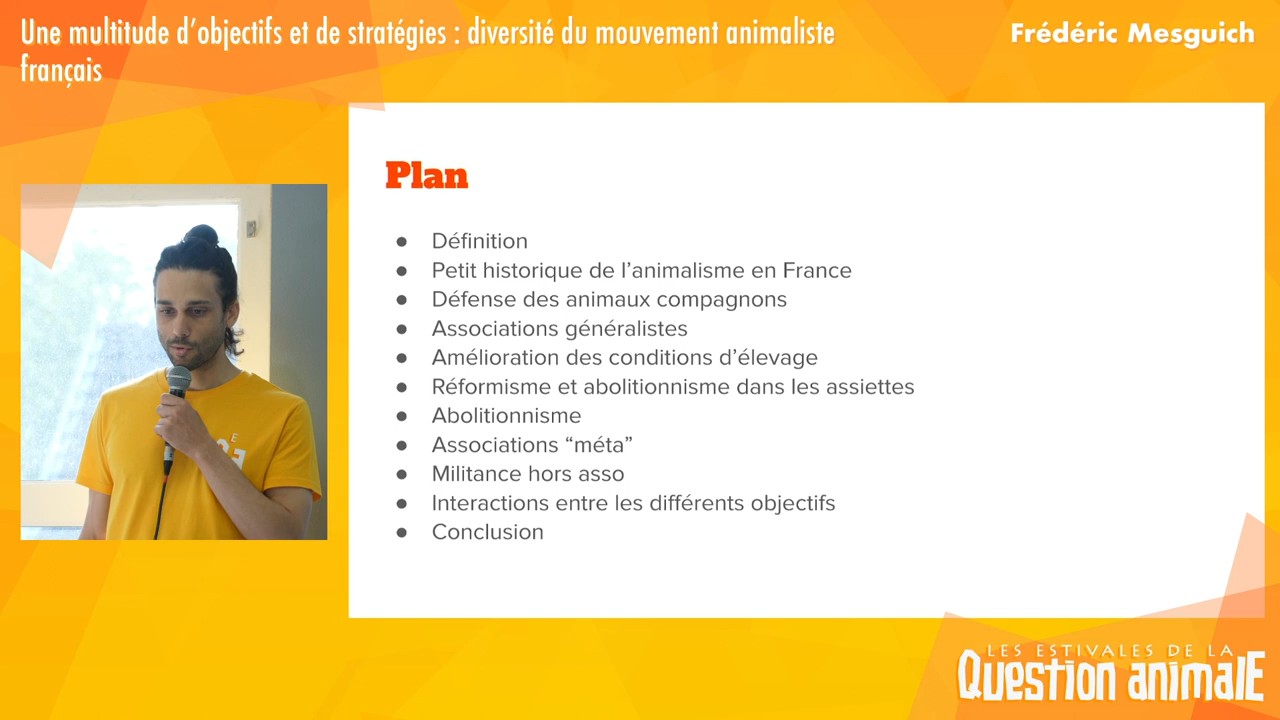 Une multitude d’objectifs et de stratégies : diversité du mouvement animaliste
français
Frédéric Mesguich
Plan
● Définition
● Petit historique de l’animalisme en France
● Défense des animaux compagnons
● Associations généralistes
● Amélioration des conditions d’élevage
● Réformisme et abolitionnisme dans les assiettes
● Abolitionnisme
● Associations “méta”
● Militance hors asso
● Interactions entre les différents objectifs
● Conclusion
LES ESTIVALES DE LA
QUESTION ANIMALE